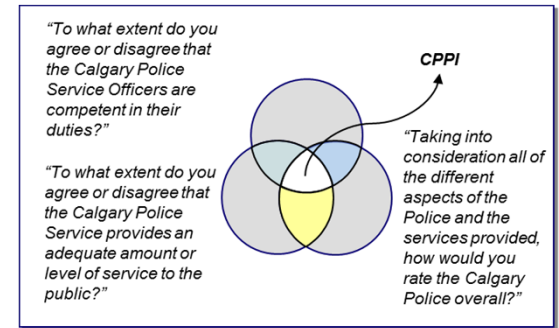 “To what extent do you
agree or disagree that
the Calgary Police
Service Officers are
competent in their
duties?”
CPPI
“To what extent do you
agree or disagree that
the Calgary Police
Service provides an
adequate amount or
level of service to the
public?”
“Taking into
consideration all of
the different
aspects of the
Police and the
services provided,
how would you
rate the Calgary
Police overall?”